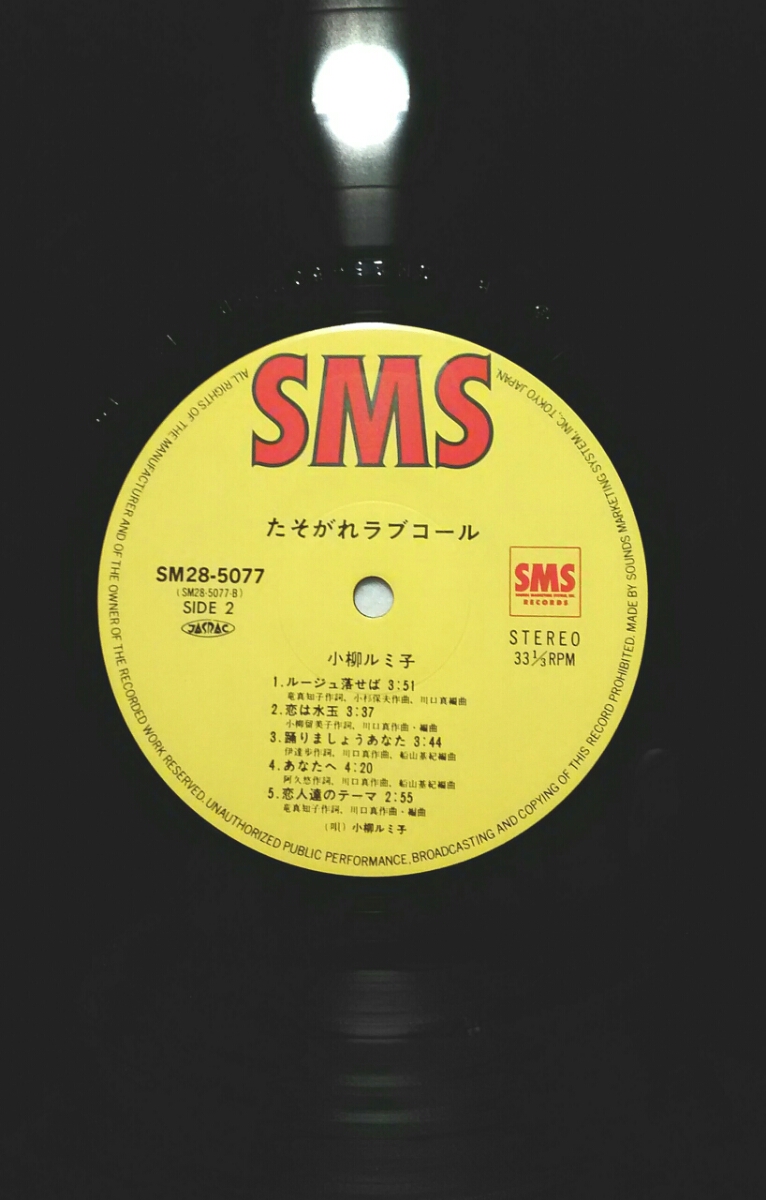 SMS
たそがれラブコール
SM28-5077
(SM28-5077-B)
SIDE 2
JASRAC
SMS
RECORDS
STEREO
33 1/3 RPM
小柳ルミ子
1.ルージュ落せば 3:51
竜真知子作詞、小杉保夫作曲、川口真編曲
2.恋は水玉 3:37
小柳留美子作詞、川口真作曲・編曲
3.踊りましょうあなた 3:44
伊達歩作詞、川口真作曲、船山基紀編曲
4.あなたへ 4:20
阿久悠作詞、川口真作曲、船山基紀編曲
5.恋人達のテーマ 2:55
竜真知子作詞、川口真作曲・編曲
(唄) 小柳ルミ子
ALL RIGHTS OF THE MANUFACTURER AND OF THE OWNER OF THE RECORDED WORK RESERVED. UNAUTHORIZED PUBLIC PERFORMANCE, BROADCASTING AND COPYING OF THIS RECORD PROHIBITED. MADE BY SOUNDS MARKETING SYSTEM, INC., TOKYO JAPAN.